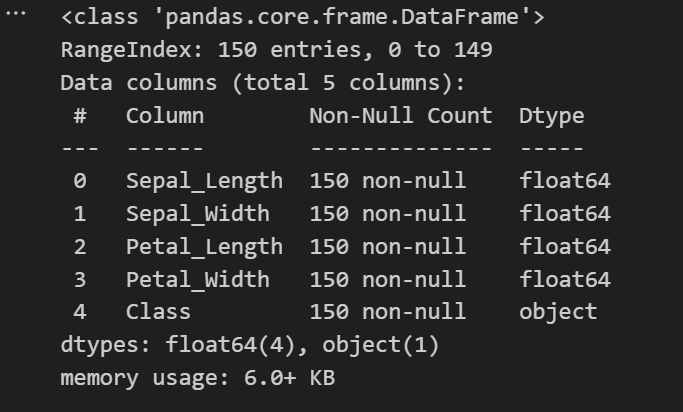 ...
<class 'pandas.core.frame.DataFrame'>
RangeIndex: 150 entries, 0 to 149
Data columns (total 5 columns):
 #   Column        Non-Null Count  Dtype
---  ------        --------------  -----
 0   Sepal_Length  150 non-null    float64
 1   Sepal_Width   150 non-null    float64
 2   Petal_Length  150 non-null    float64
 3   Petal_Width   150 non-null    float64
 4   Class         150 non-null    object
dtypes: float64(4), object(1)
memory usage: 6.0+ KB